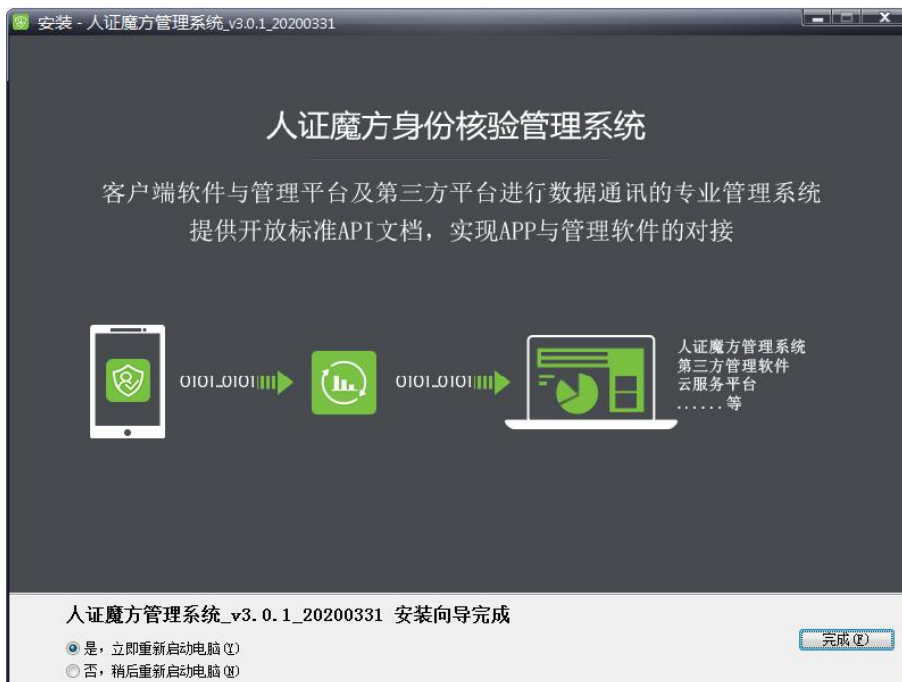 安装 - 人证魔方管理系统_v3.0.1_20200331
人证魔方身份核验管理系统
客户端软件与管理平台及第三方平台进行数据通讯的专业管理系统
提供开放标准API文档，实现APP与管理软件的对接
0101_0101
0101_0101
人证魔方管理系统
第三方管理软件
云服务平台
......等
人证魔方管理系统_v3.0.1_20200331 安装向导完成
是，立即重新启动电脑(Y)
否，稍后重新启动电脑(N)
完成(F)